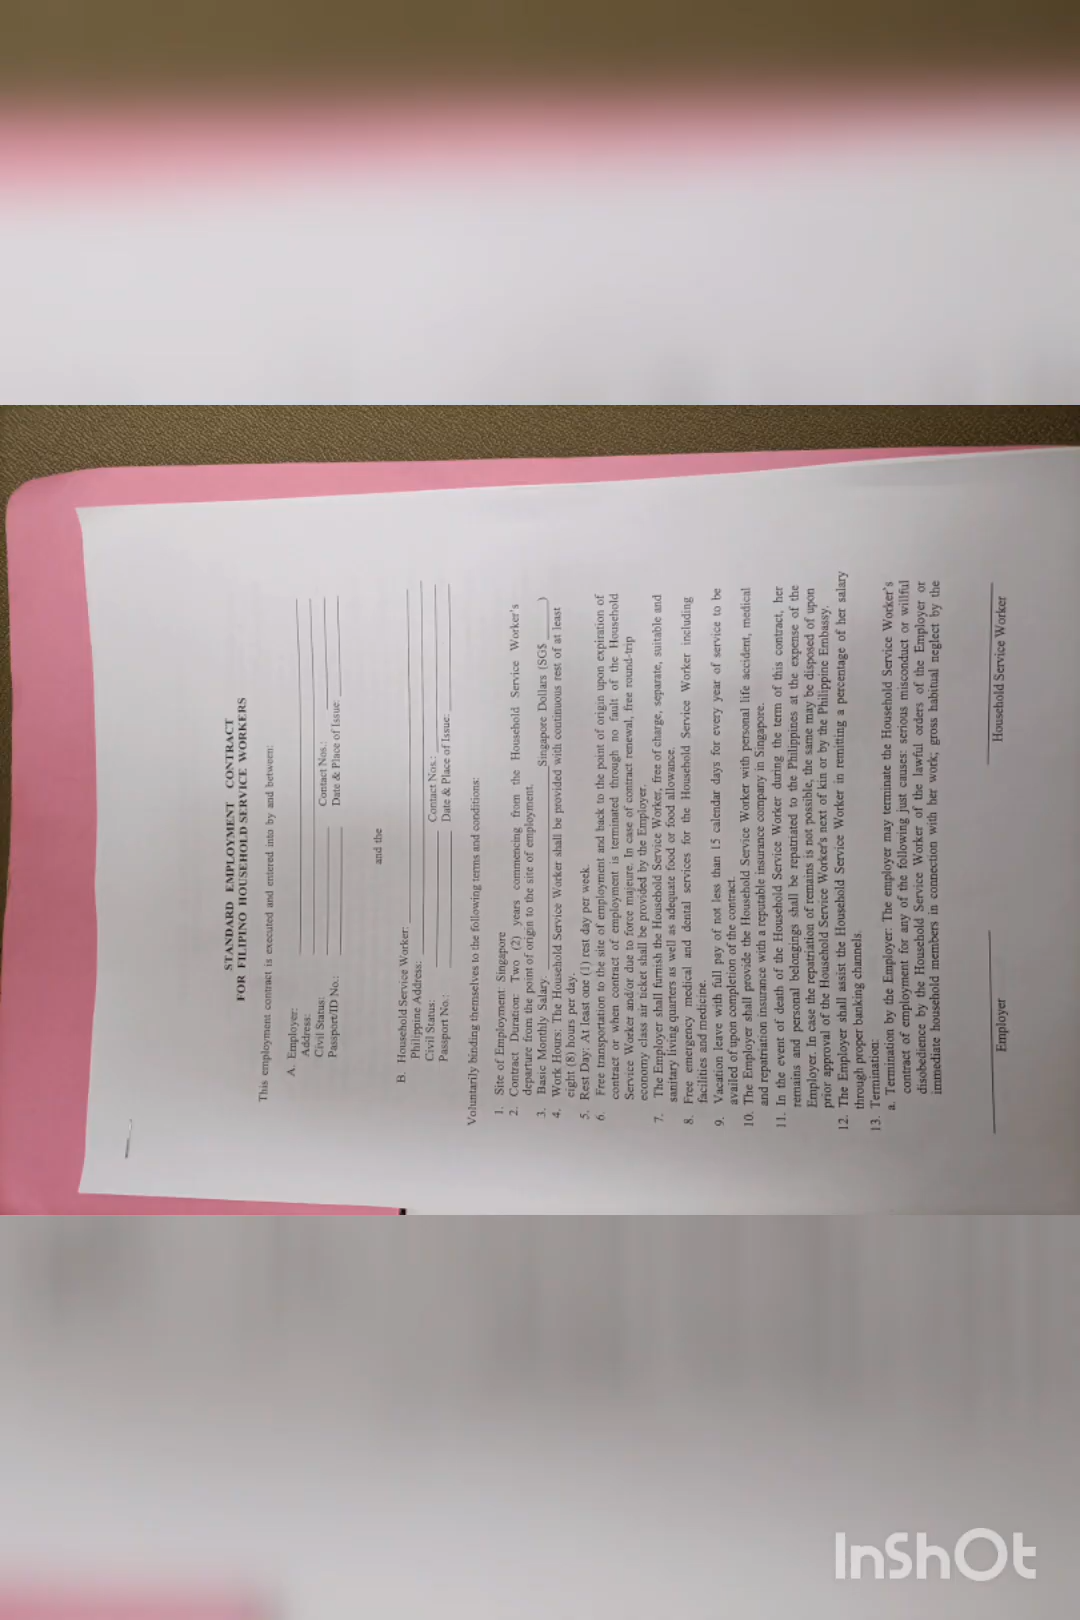 STANDARD EMPLOYMENT CONTRACT
FOR FILIPINO HOUSEHOLD SERVICE WORKERS
This employment contract is executed and entered into by and between:
A. Employer:
Address:
Civil Status: Contact Nos.:
Passport/ID No.: Date & Place of Issue:
and the
B. Household Service Worker:
Philippine Address:
Civil Status: Contact Nos.:
Passport No.: Date & Place of Issue:
Voluntarily binding themselves to the following terms and conditions:
1. Site of Employment: Singapore
2. Contract Duration: Two (2) years commencing from the Household Service Worker's
departure from the point of origin to the site of employment.
3. Basic Monthly Salary. ________ Singapore Dollars (SG$ ____)
4. Work Hours: The Household Service Worker shall be provided with continuous rest of at least
eight (8) hours per day.
5. Rest Day: At least one (1) rest day per week.
6 Free transportation to the site of employment and back to the point of origin upon expiration of
contract or when contract of employment is terminated through no fault of the Household
Service Worker and/or due to force majeure. In case of contract renewal, free round-trip
economy class air ticket shall be provided by the Employer.
7. The Employer shall furnish the Household Service Worker, free of charge, separate, suitable and
sanitary living quarters as well as adequate food or food allowance.
8. Free emergency medical and dental services for the Household Service Worker including
facilities and medicine.
9. Vacation leave with full pay of not less than 15 calendar days for every year of service to be
availed of upon completion of the contract.
10. The Employer shall provide the Household Service Worker with personal life accident, medical
and repatriation insurance with a reputable insurance company in Singapore.
11. In the event of death of the Household Service Worker during the term of this contract, her
remains and personal belongings shall be repatriated to the Philippines at the expense of the
Employer. In case the repatriation of remains is not possible, the same may be disposed of upon
prior approval of the Household Service Worker's next of kin or by the Philippine Embassy.
12. The Employer shall assist the Household Service Worker in remitting a percentage of her salary
through proper banking channels.
13. Termination:
a. Termination by the Employer: The employer may terminate the Household Service Worker's
contract of employment for any of the following just causes: serious misconduct or willful
disobedience by the Household Service Worker of the lawful orders of the Employer or
immediate household members in connection with her work; gross habitual neglect by the
Employer Household Service Worker
InShOt